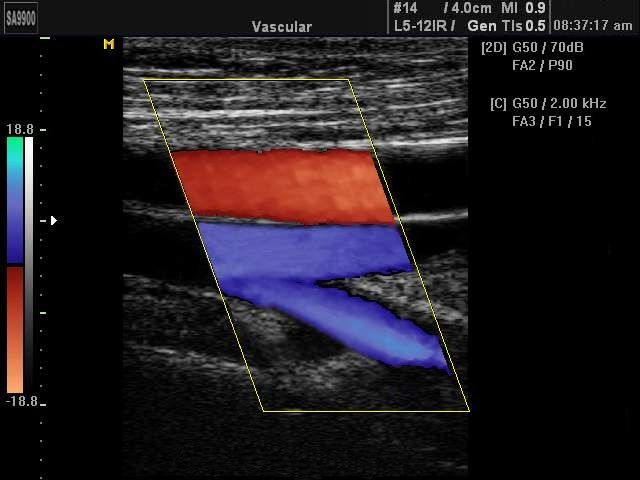 SA9900
#14 / 4.0cm MI 0.9
Vascular L5-12IR / Gen TIs 0.5 08:37:17 am
M
[2D] G50 / 70dB
FA2 / P90
[C] G50 / 2.00 kHz
FA3 / F1 / 15
18.8
-18.8